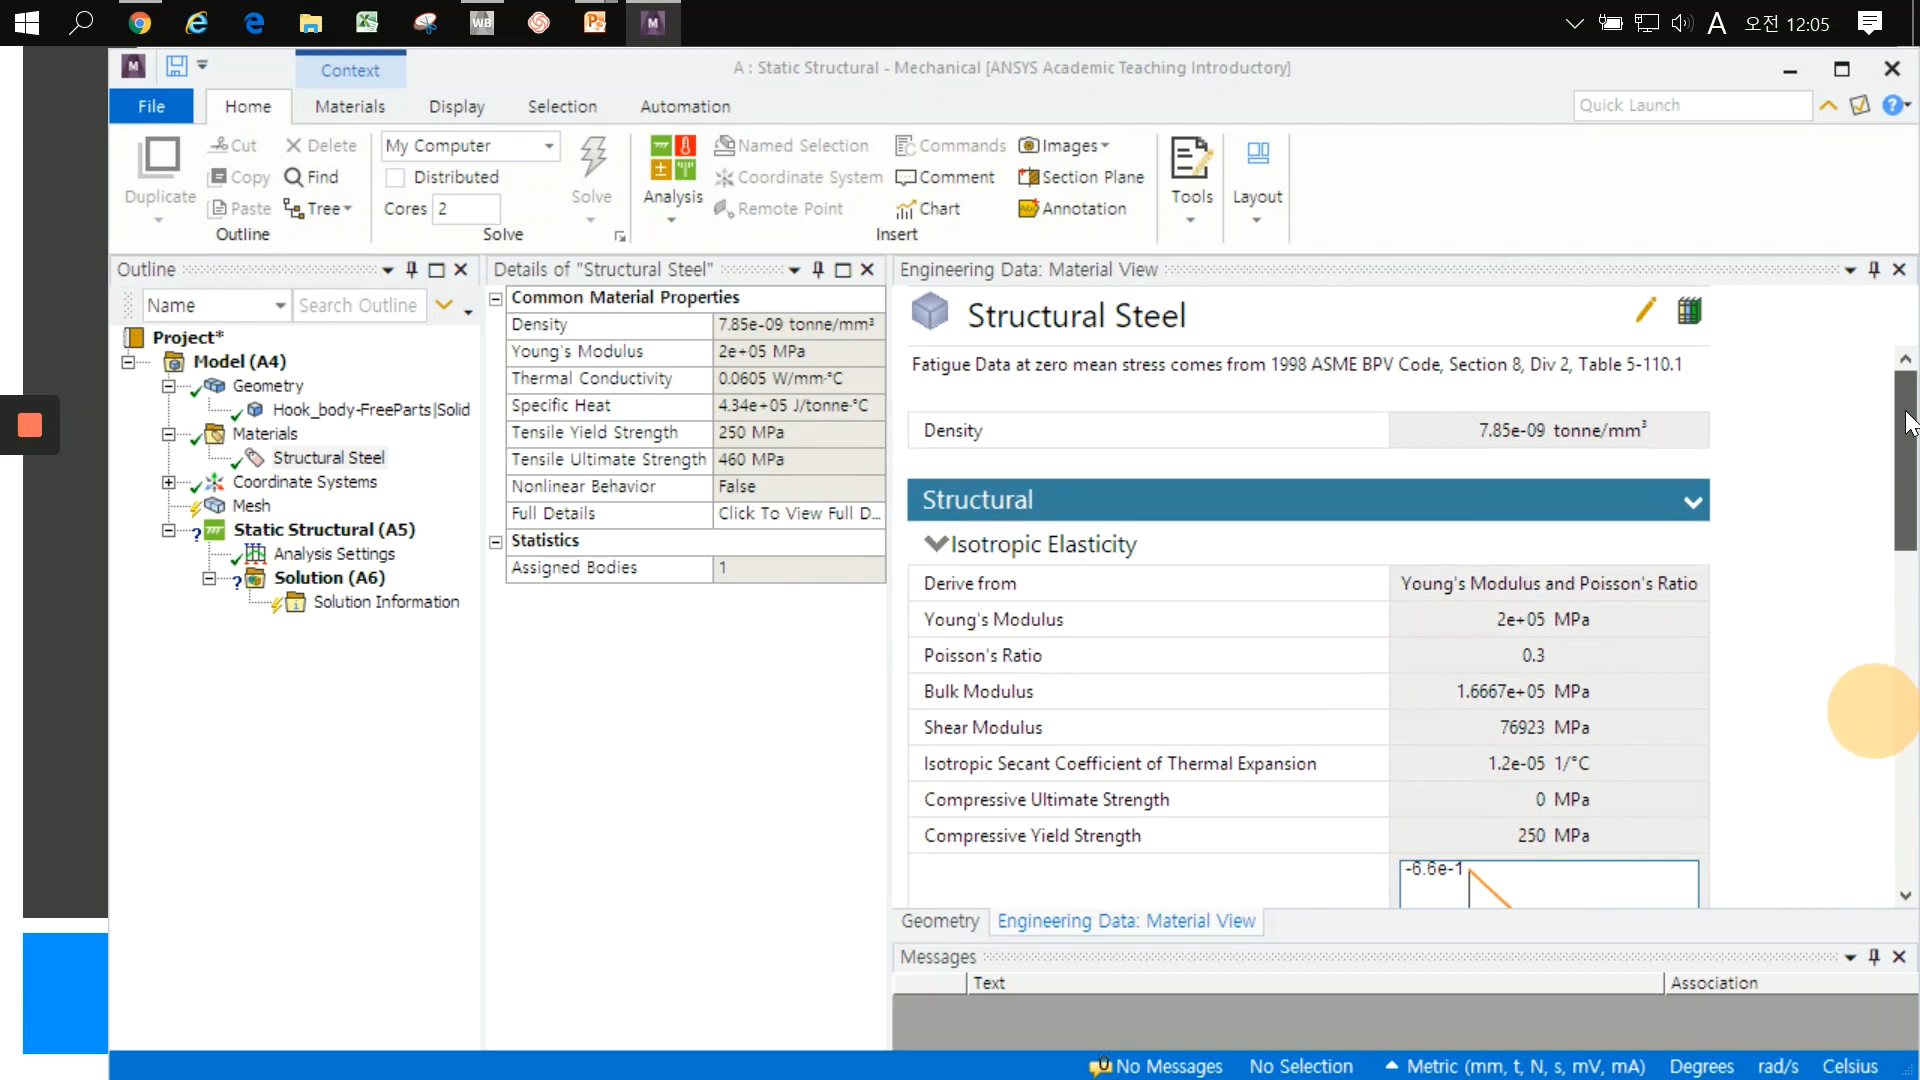 WB
M
A
오전 12:05
M
Context
A : Static Structural - Mechanical [ANSYS Academic Teaching Introductory]
File
Home
Materials
Display
Selection
Automation
Quick Launch
Duplicate
Cut
Copy
Paste
Delete
Find
Tree
Outline
My Computer
Distributed
Cores 2
Solve
Solve
Analysis
Named Selection
Coordinate System
Remote Point
Commands
Comment
Chart
Images
Section Plane
Annotation
Insert
Tools
Layout
Outline
Name
Search Outline
Project*
Model (A4)
Geometry
Hook_body-FreeParts|Solid
Materials
Structural Steel
Coordinate Systems
Mesh
Static Structural (A5)
Analysis Settings
Solution (A6)
Solution Information
Details of "Structural Steel"
Common Material Properties
Density 7.85e-09 tonne/mm³
Young's Modulus 2e+05 MPa
Thermal Conductivity 0.0605 W/mm·°C
Specific Heat 4.34e+05 J/tonne·°C
Tensile Yield Strength 250 MPa
Tensile Ultimate Strength 460 MPa
Nonlinear Behavior False
Full Details Click To View Full D...
Statistics
Assigned Bodies 1
Engineering Data: Material View
Structural Steel
Fatigue Data at zero mean stress comes from 1998 ASME BPV Code, Section 8, Div 2, Table 5-110.1
Density 7.85e-09 tonne/mm³
Structural
Isotropic Elasticity
Derive from Young's Modulus and Poisson's Ratio
Young's Modulus 2e+05 MPa
Poisson's Ratio 0.3
Bulk Modulus 1.6667e+05 MPa
Shear Modulus 76923 MPa
Isotropic Secant Coefficient of Thermal Expansion 1.2e-05 1/°C
Compressive Ultimate Strength 0 MPa
Compressive Yield Strength 250 MPa
-6.6e-1
Geometry
Engineering Data: Material View
Messages
Text
Association
No Messages
No Selection
Metric (mm, t, N, s, mV, mA)
Degrees
rad/s
Celsius